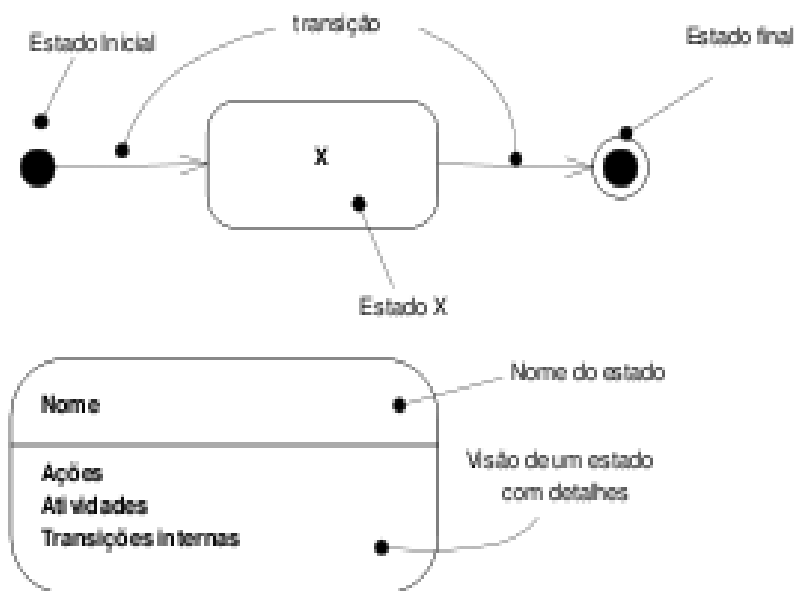 Estado Inicial
transição
Estado final
X
Estado X
Nome
Nome do estado
Ações
Atividades
Transições internas
Visão de um estado
com detalhes